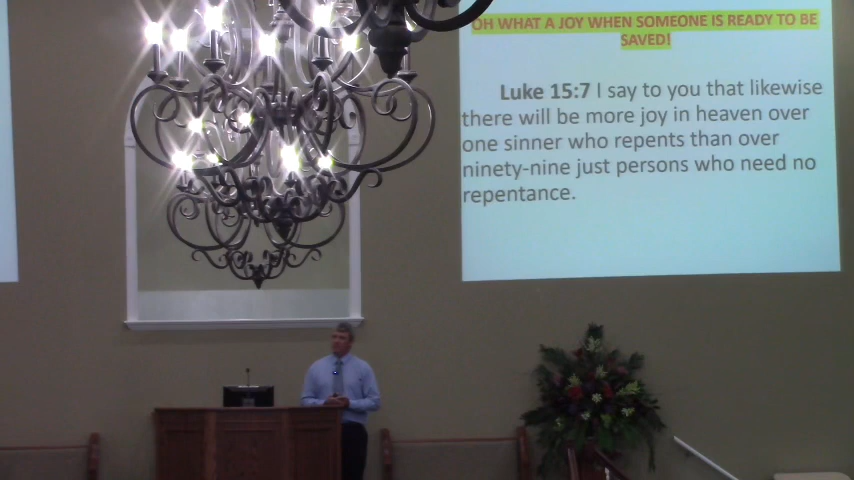 OH WHAT A JOY WHEN SOMEONE IS READY TO BE
SAVED!
Luke 15:7 I say to you that likewise
there will be more joy in heaven over
one sinner who repents than over
ninety-nine just persons who need no
repentance.